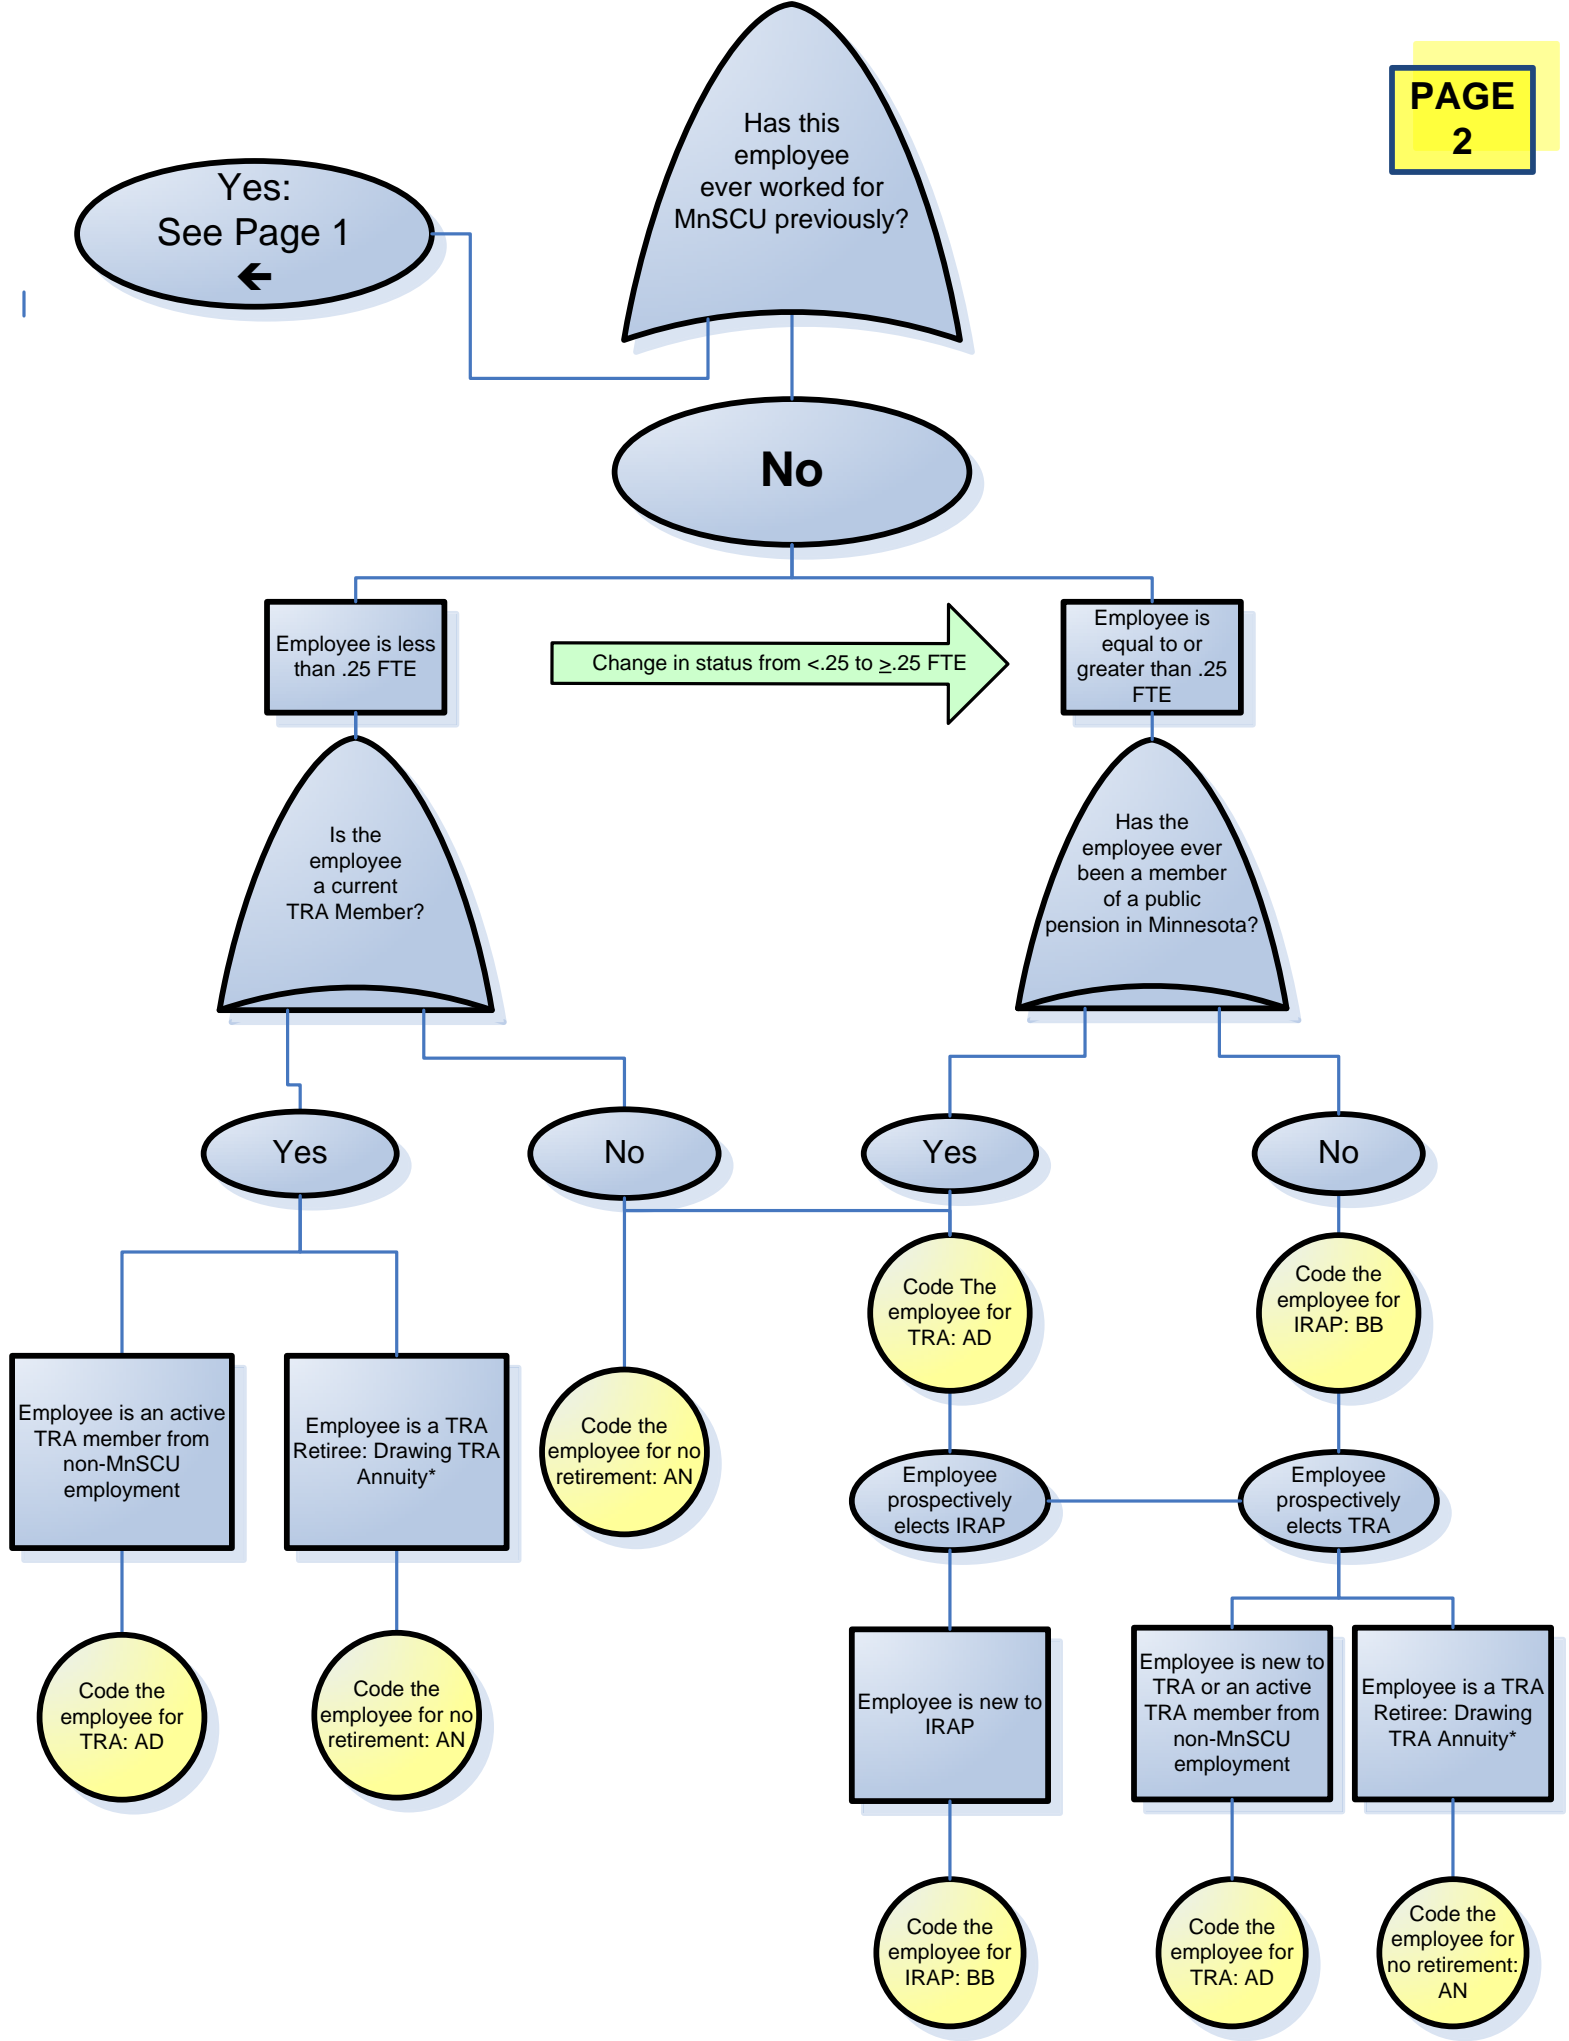 PAGE
2
Has this
employee
ever worked for
MnSCU previously?
Yes:
See Page 1
←
No
Employee is less
than .25 FTE
Change in status from <.25 to ≥.25 FTE
Employee is
equal to or
greater than .25
FTE
Is the
employee
a current
TRA Member?
Has the
employee ever
been a member
of a public
pension in Minnesota?
Yes
No
Yes
No
Code The
employee for
TRA: AD
Code the
employee for
IRAP: BB
Employee is an active
TRA member from
non-MnSCU
employment
Employee is a TRA
Retiree: Drawing TRA
Annuity*
Code the
employee for no
retirement: AN
Employee
prospectively
elects IRAP
Employee
prospectively
elects TRA
Code the
employee for
TRA: AD
Code the
employee for no
retirement: AN
Employee is new to
IRAP
Employee is new to
TRA or an active
TRA member from
non-MnSCU
employment
Employee is a TRA
Retiree: Drawing
TRA Annuity*
Code the
employee for
IRAP: BB
Code the
employee for
TRA: AD
Code the
employee for
no retirement:
AN